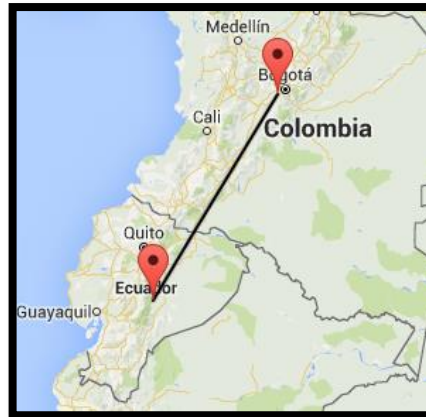 Medellín
Bogotá
Cali
Colombia
Quito
Ecuador
Guayaquil